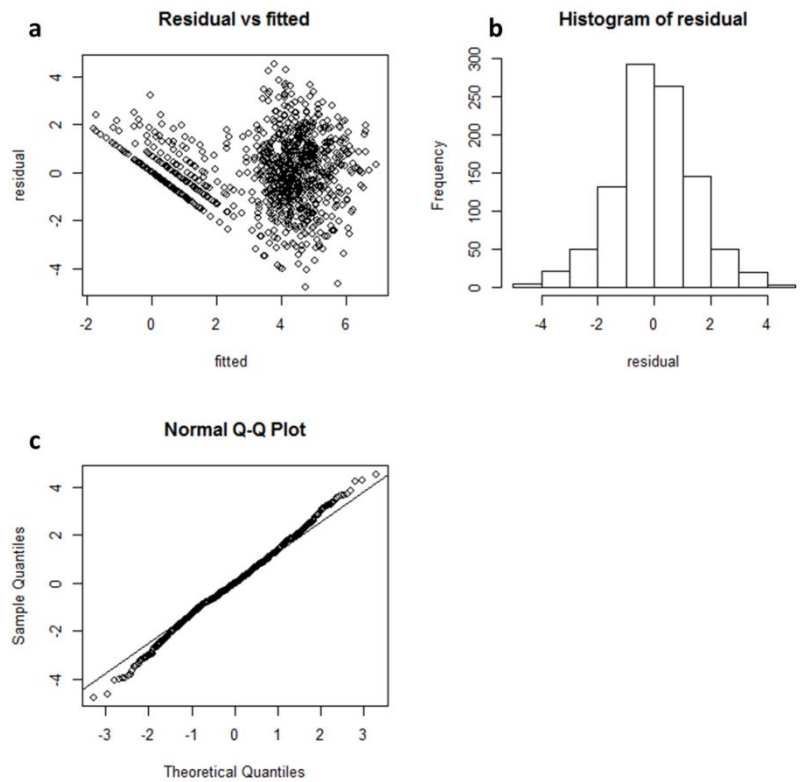 a
Residual vs fitted
residual
4
2
0
-2
-4
-2 0 2 4 6
fitted
b
Histogram of residual
Frequency
300
250
200
150
100
50
0
-4 -2 0 2 4
residual
c
Normal Q-Q Plot
Sample Quantiles
4
2
0
-2
-4
-3 -2 -1 0 1 2 3
Theoretical Quantiles